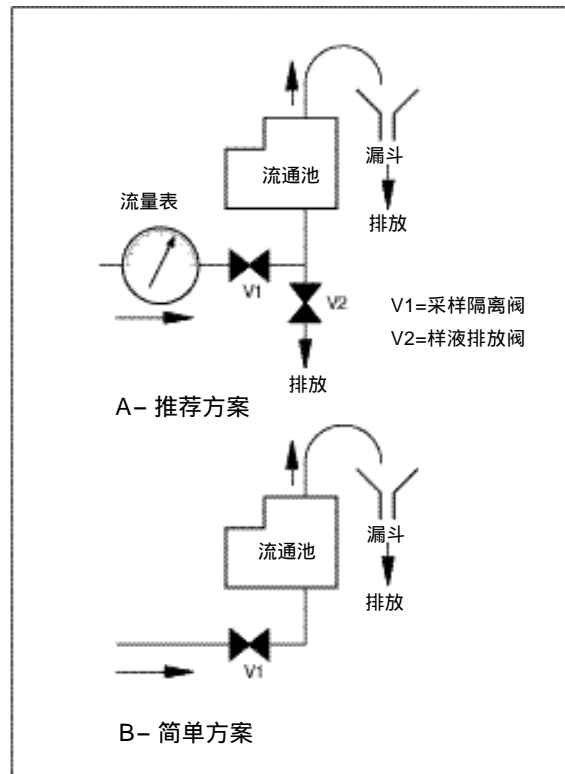 流通池
漏斗
排放
流量表
V1
V2
V1=采样隔离阀
V2=样液排放阀
排放
A– 推荐方案
流通池
漏斗
排放
V1
B– 简单方案